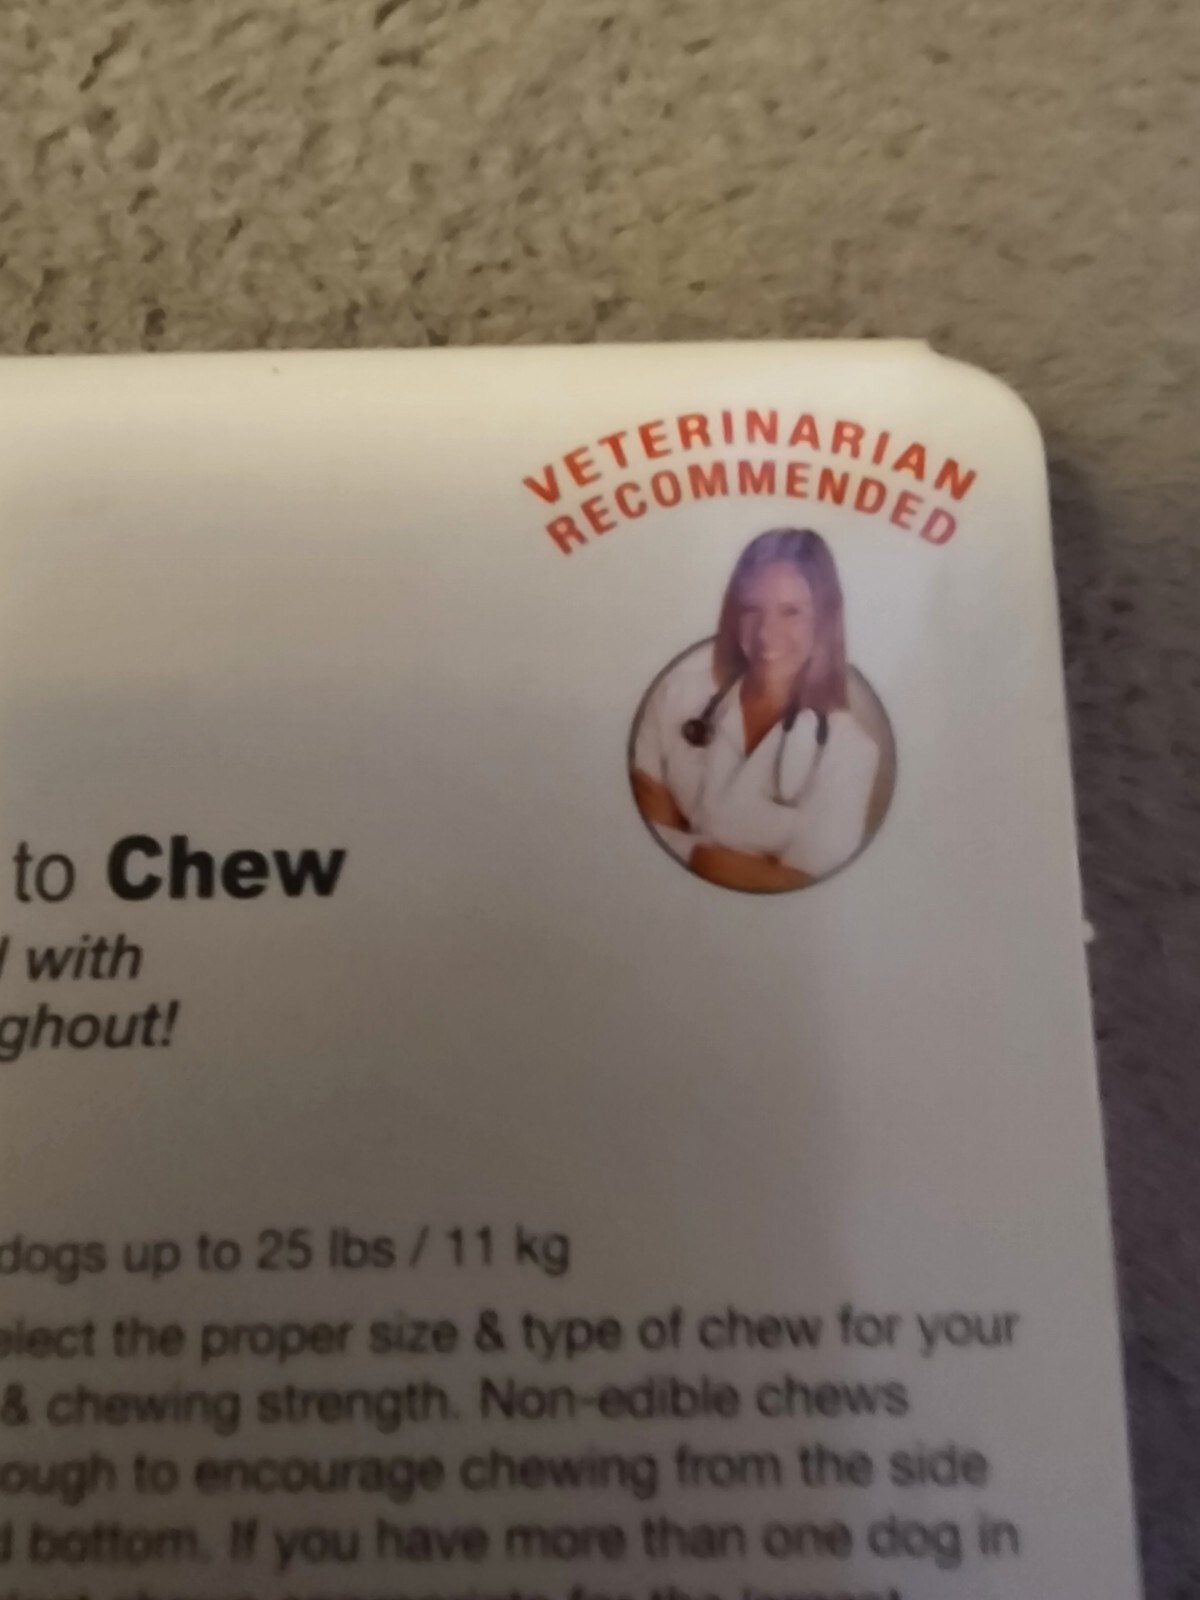 VETERINARIAN
RECOMMENDED
to Chew
with
ghout!
dogs up to 25 lbs / 11 kg
elect the proper size & type of chew for your
& chewing strength. Non-edible chews
ough to encourage chewing from the side
bottom. If you have more than one dog in